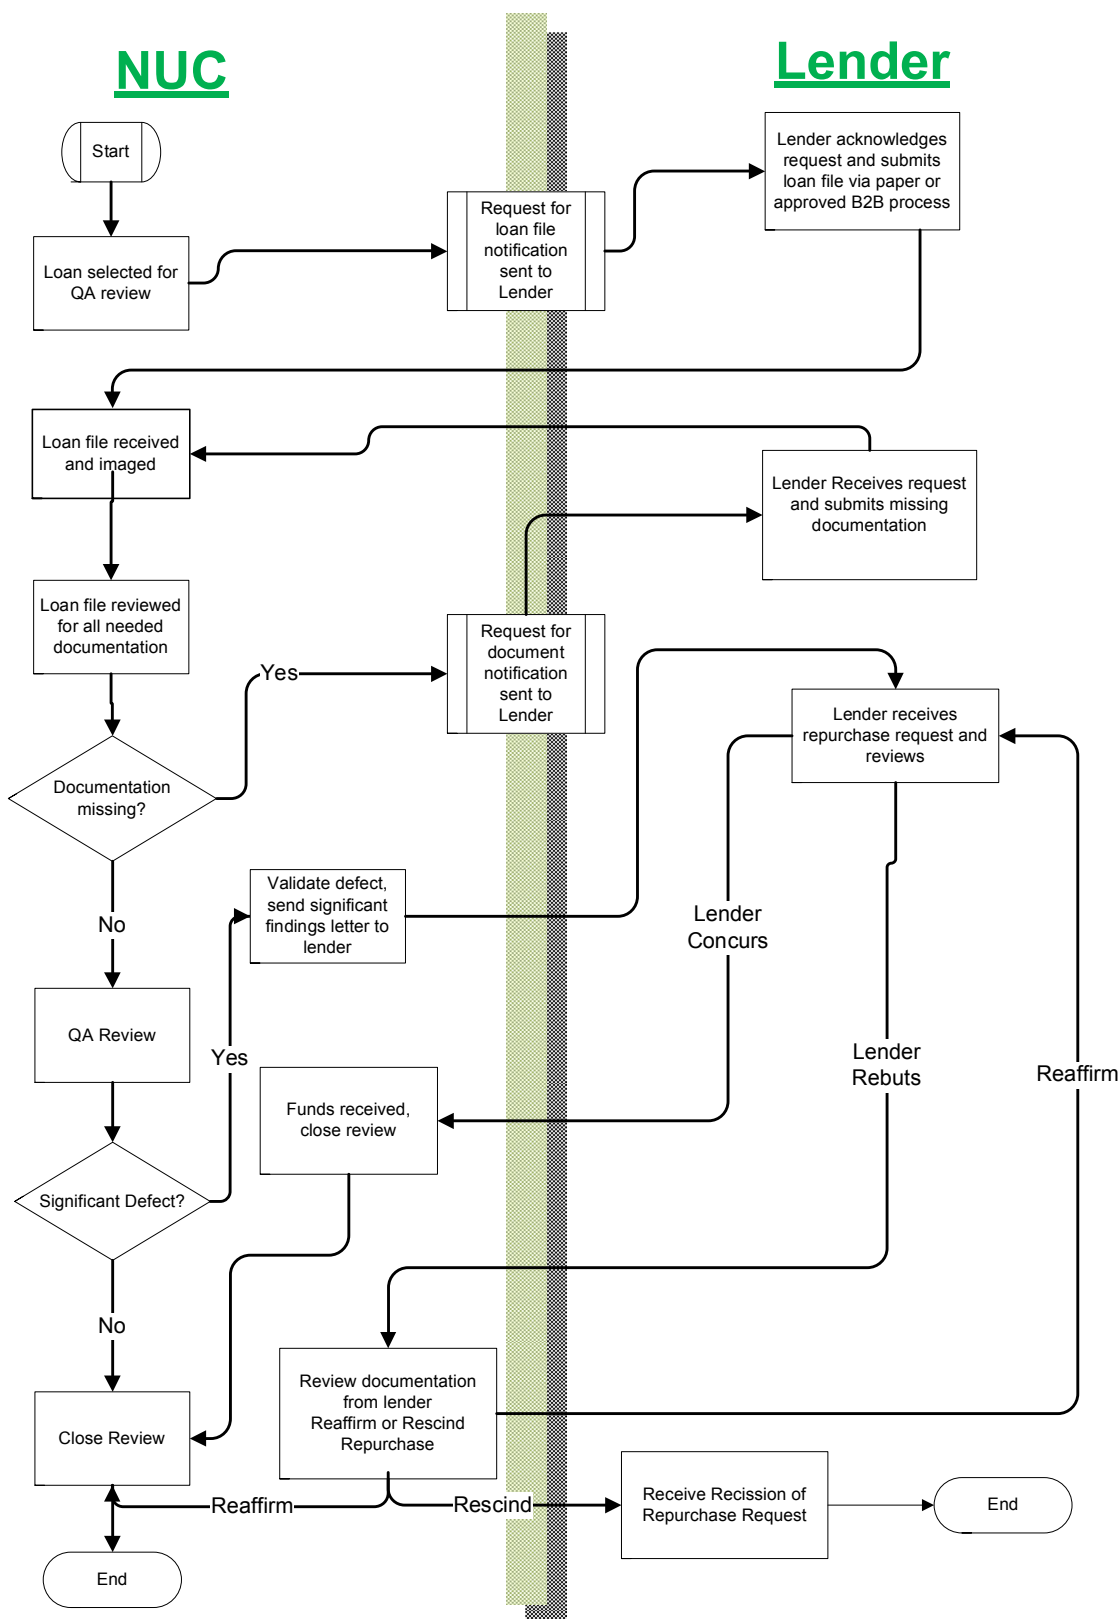 NUC
Lender
Start
Lender acknowledges
request and submits
loan file via paper or
approved B2B process
Request for
loan file
notification
sent to
Lender
Loan selected for
QA review
Loan file received
and imaged
Lender Receives request
and submits missing
documentation
Loan file reviewed
for all needed
documentation
Yes
Request for
document
notification
sent to
Lender
Lender receives
repurchase request and
reviews
Documentation
missing?
No
Validate defect,
send significant
findings letter to
lender
Lender
Concurs
QA Review
Yes
Lender
Rebuts
Reaffirm
Funds received,
close review
Significant Defect?
No
Review documentation
from lender
Reaffirm or Rescind
Repurchase
Close Review
Reaffirm
Rescind
Receive Recission of
Repurchase Request
End
End